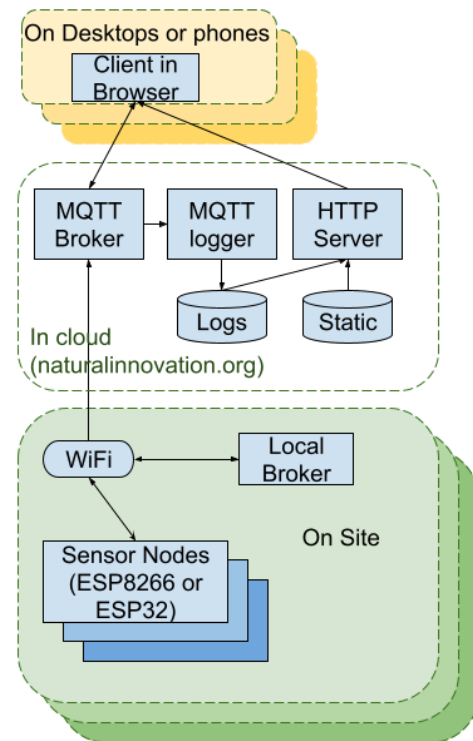 On Desktops or phones
Client in
Browser
MQTT
Broker
MQTT
logger
HTTP
Server
Logs
Static
In cloud
(naturalinnovation.org)
WiFi
Local
Broker
On Site
Sensor Nodes
(ESP8266 or
ESP32)